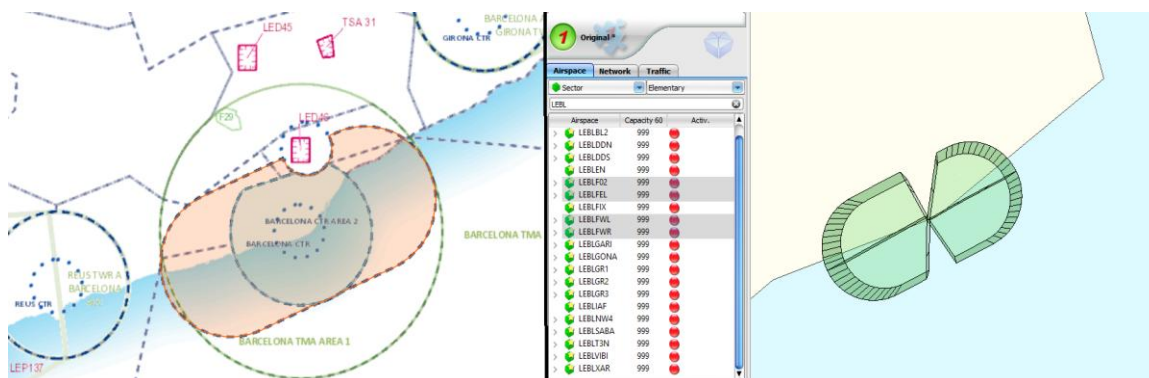 BARCELONA
GIRONA T
TSA 31
LED45
GIRONA CTR
F29
LED46
BARCELONA CTR AREA 2
BARCELONA CTR
BARCELONA TMA
REUS TWR A
BARCELONA
REUS CTR
BARCELONA TMA AREA 1
LEP137
1 Original *
Airspace Network Traffic
Sector Elementary
LEBL
Airspace Capacity 60 Activ.
LEBLBL2 999
LEBLDDN 999
LEBLDDS 999
LEBLEN 999
LEBLF02 999
LEBLFEL 999
LEBLFIX 999
LEBLFWL 999
LEBLFWR 999
LEBLGARI 999
LEBLGONA 999
LEBLGR1 999
LEBLGR2 999
LEBLGR3 999
LEBLIAF 999
LEBLNW4 999
LEBLSABA 999
LEBLT3N 999
LEBLVIBI 999
LEBLXAR 999